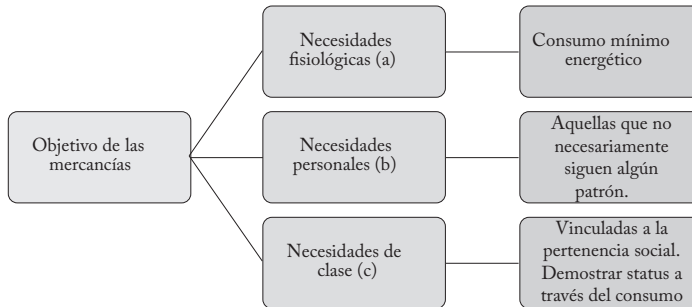 Objetivo de las
mercancías
Necesidades
fisiológicas (a)
Consumo mínimo
energético
Necesidades
personales (b)
Aquellas que no
necesariamente
siguen algún
patrón.
Necesidades de
clase (c)
Vinculadas a la
pertenencia social.
Demostrar status a
través del consumo